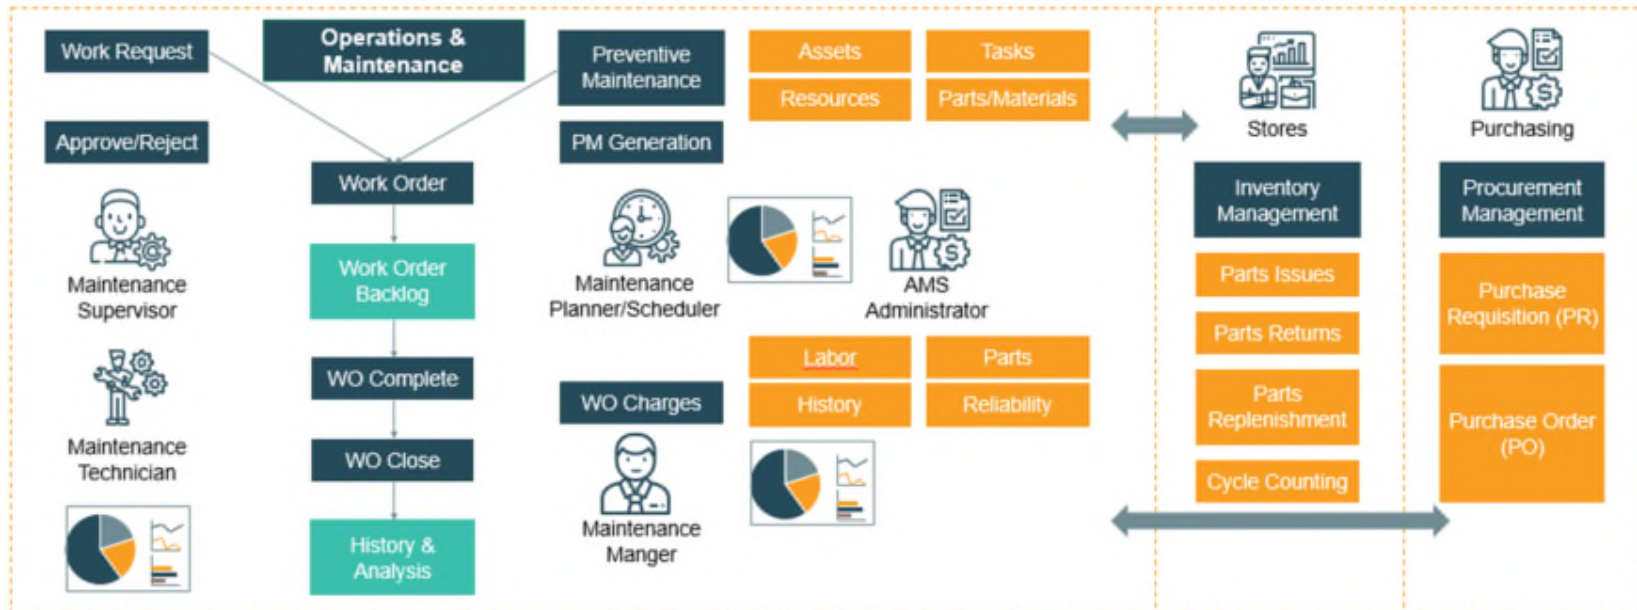 Work Request
Operations &
Maintenance
Preventive
Maintenance
Assets
Tasks
Resources
Parts/Materials
Approve/Reject
PM Generation
Work Order
Maintenance
Supervisor
Work Order
Backlog
Maintenance
Planner/Scheduler
AMS
Administrator
Maintenance
Technician
WO Complete
WO Close
History &
Analysis
WO Charges
Labor
Parts
History
Reliability
Maintenance
Manger
Stores
Inventory
Management
Parts Issues
Parts Returns
Parts
Replenishment
Cycle Counting
Purchasing
Procurement
Management
Purchase
Requisition (PR)
Purchase Order
(PO)